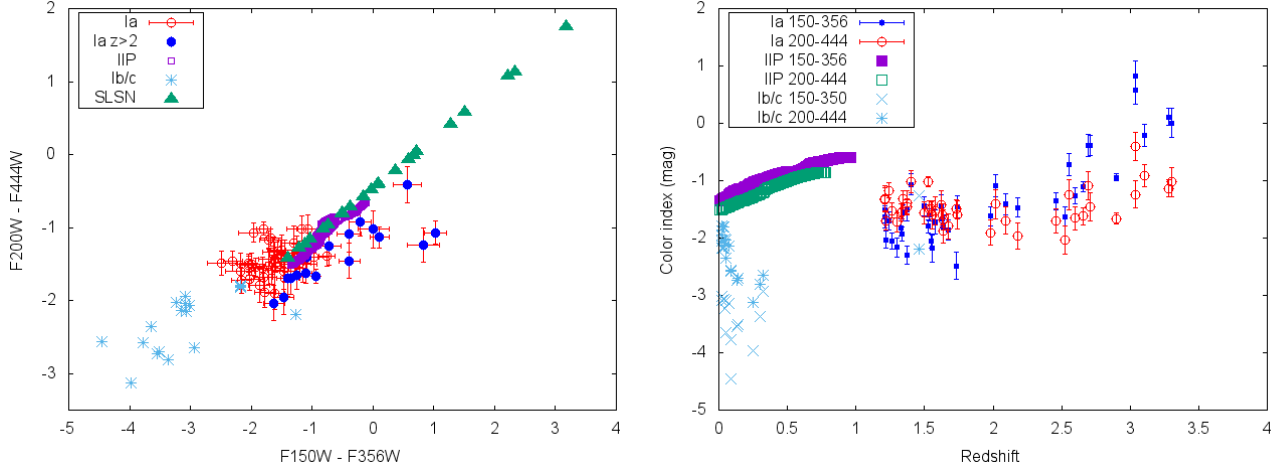 Ia
Ia z>2
IIP
Ib/c
SLSN
2
1
0
-1
-2
-3
F200W - F444W
-5 -4 -3 -2 -1 0 1 2 3 4
F150W - F356W
Ia 150-356
Ia 200-444
IIP 150-356
IIP 200-444
Ib/c 150-350
Ib/c 200-444
2
1
0
-1
-2
-3
-4
-5
Color index (mag)
0 0.5 1 1.5 2 2.5 3 3.5 4
Redshift